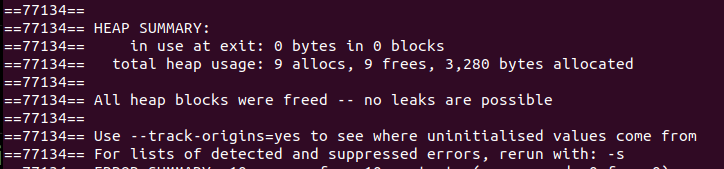 ==77134==
==77134== HEAP SUMMARY:
==77134==     in use at exit: 0 bytes in 0 blocks
==77134==   total heap usage: 9 allocs, 9 frees, 3,280 bytes allocated
==77134==
==77134== All heap blocks were freed -- no leaks are possible
==77134==
==77134== Use --track-origins=yes to see where uninitialised values come from
==77134== For lists of detected and suppressed errors, rerun with: -s
==77134== ERROR SUMMARY: